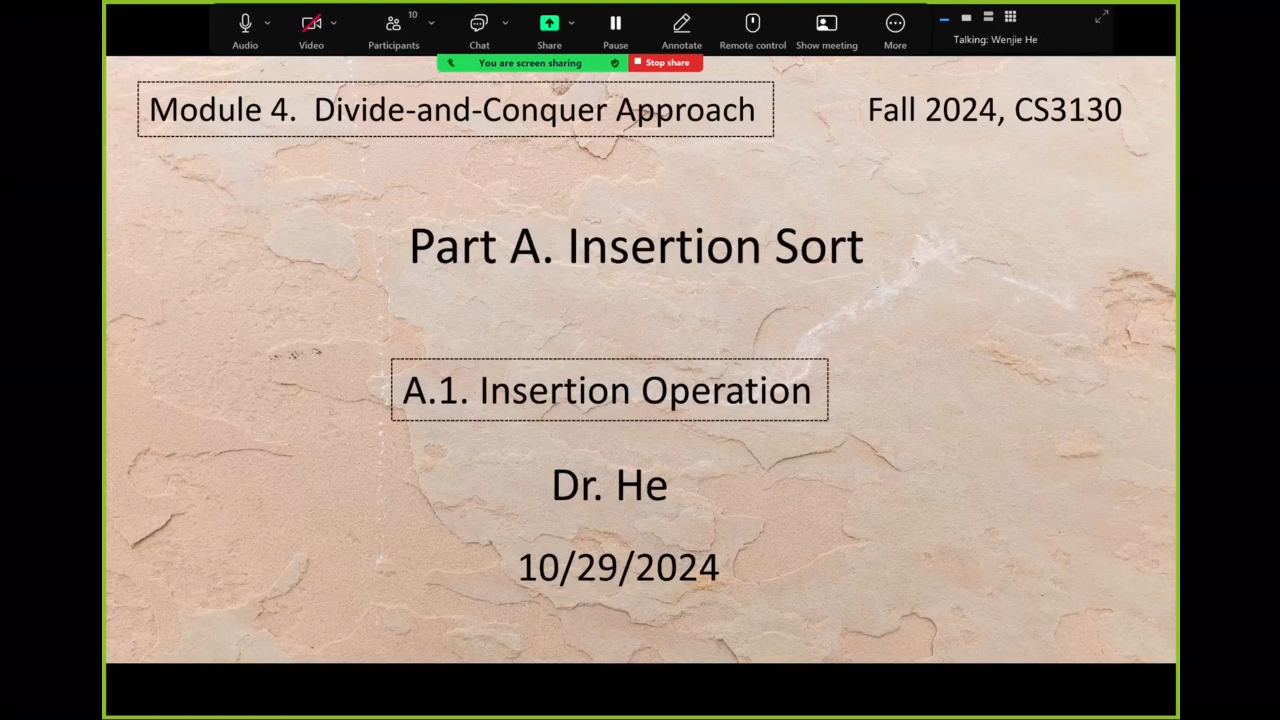 10
Audio Video Participants Chat Share Pause Annotate Remote control Show meeting More
Talking: Wenjie He
You are screen sharing Stop share
Module 4. Divide-and-Conquer Approach Fall 2024, CS3130
Part A. Insertion Sort
A.1. Insertion Operation
Dr. He
10/29/2024